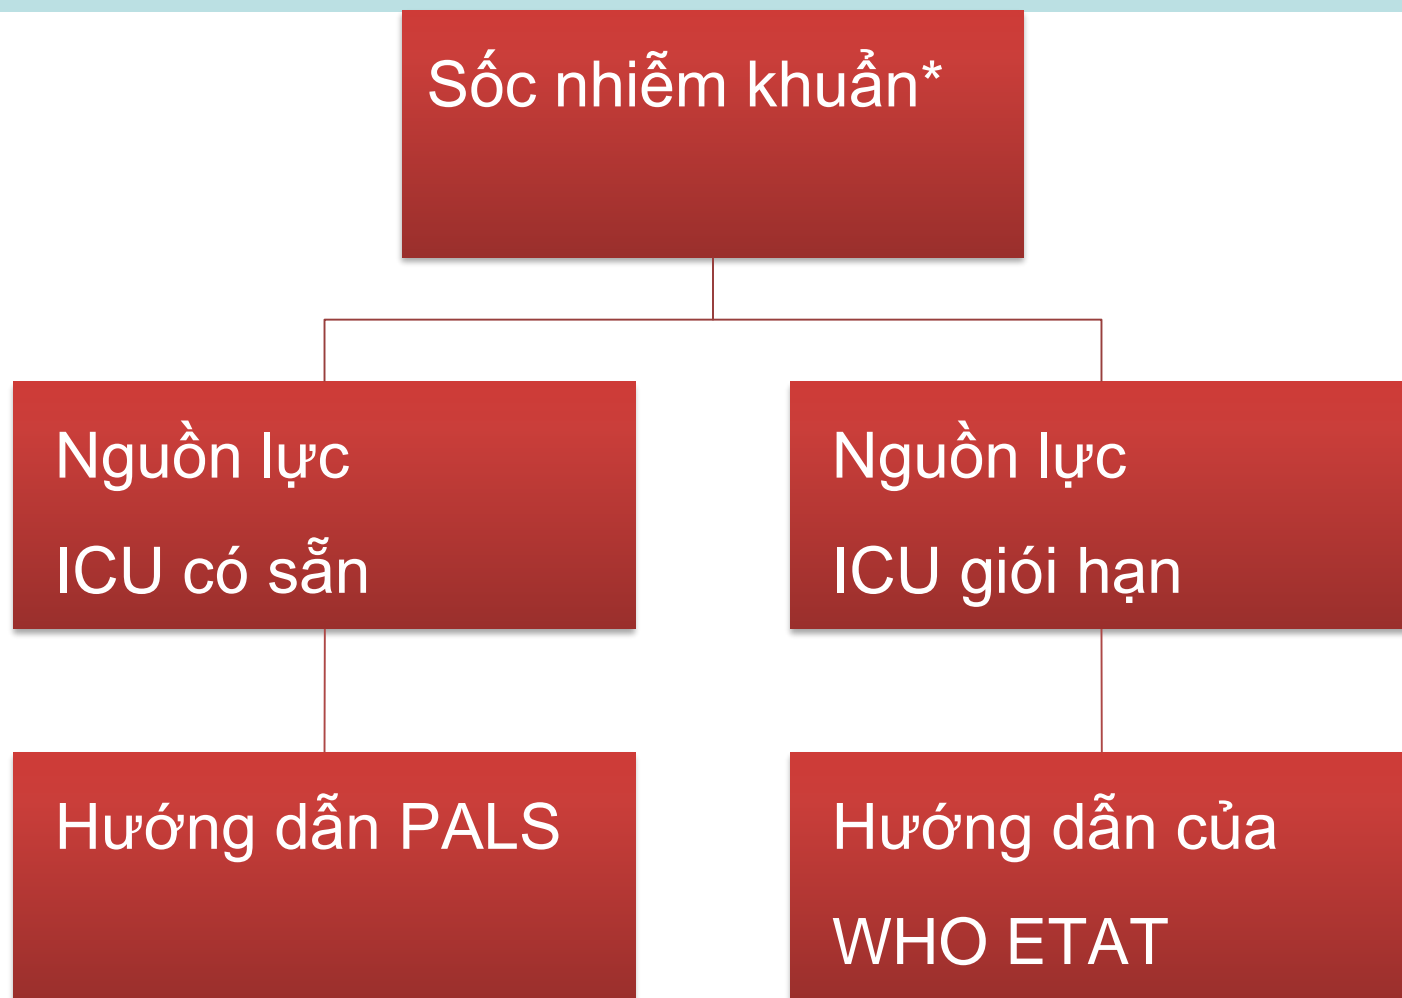 Sốc nhiễm khuẩn*
Nguồn lực
ICU có sẵn
Nguồn lực
ICU giói hạn
Hướng dẫn PALS
Hướng dẫn của
WHO ETAT